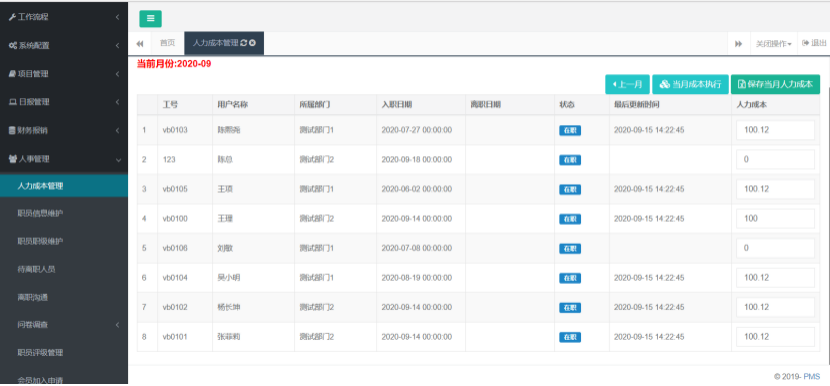 工作流程
系统配置
项目管理
日报管理
财务报销
人事管理
人力成本管理
职员信息维护
职员职级维护
待离职人员
离职沟通
问卷调查
职员评级管理
会员加入申请
首页 人力成本管理 关闭操作 退出
当前月份:2020-09
上一月 当月成本执行 保存当月人力成本
工号 用户名称 所属部门 入职日期 离职日期 状态 最后更新时间 人力成本
1 vb0103 陈熙尧 测试部门1 2020-07-27 00:00:00 在职 2020-09-15 14:22:45 100.12
2 123 陈总 测试部门2 2020-09-18 00:00:00 在职 0
3 vb0105 王项 测试部门1 2020-06-02 00:00:00 在职 2020-09-15 14:22:45 100.12
4 vb0100 王理 测试部门2 2020-09-14 00:00:00 在职 2020-09-15 14:22:45 100
5 vb0106 刘敏 测试部门1 2020-07-08 00:00:00 在职 0
6 vb0104 吴小明 测试部门1 2020-08-19 00:00:00 在职 2020-09-15 14:22:45 100.12
7 vb0102 杨长坤 测试部门2 2020-09-14 00:00:00 在职 2020-09-15 14:22:45 100.12
8 vb0101 张菲莉 测试部门2 2020-09-14 00:00:00 在职 2020-09-15 14:22:45 100.12
© 2019- PMS